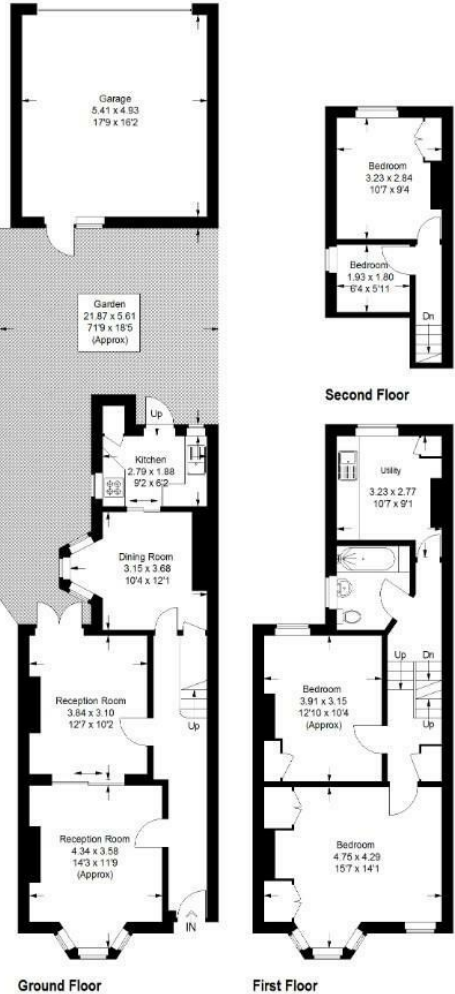 Garage
5.41 x 4.93
17'9 x 16'2
Garden
21.87 x 5.61
71'9 x 18'5
(Approx)
Up
Kitchen
2.79 x 1.88
9'2 x 6'2
Dining Room
3.15 x 3.68
10'4 x 12'1
Reception Room
3.84 x 3.10
12'7 x 10'2
Up
Reception Room
4.34 x 3.58
14'3 x 11'9
(Approx)
IN
Ground Floor
Bedroom
3.23 x 2.84
10'7 x 9'4
Bedroom
1.93 x 1.80
6'4 x 5'11
Dn
Second Floor
Utility
3.23 x 2.77
10'7 x 9'1
Up
Dn
Bedroom
3.91 x 3.15
12'10 x 10'4
(Approx)
Up
Bedroom
4.75 x 4.29
15'7 x 14'1
First Floor